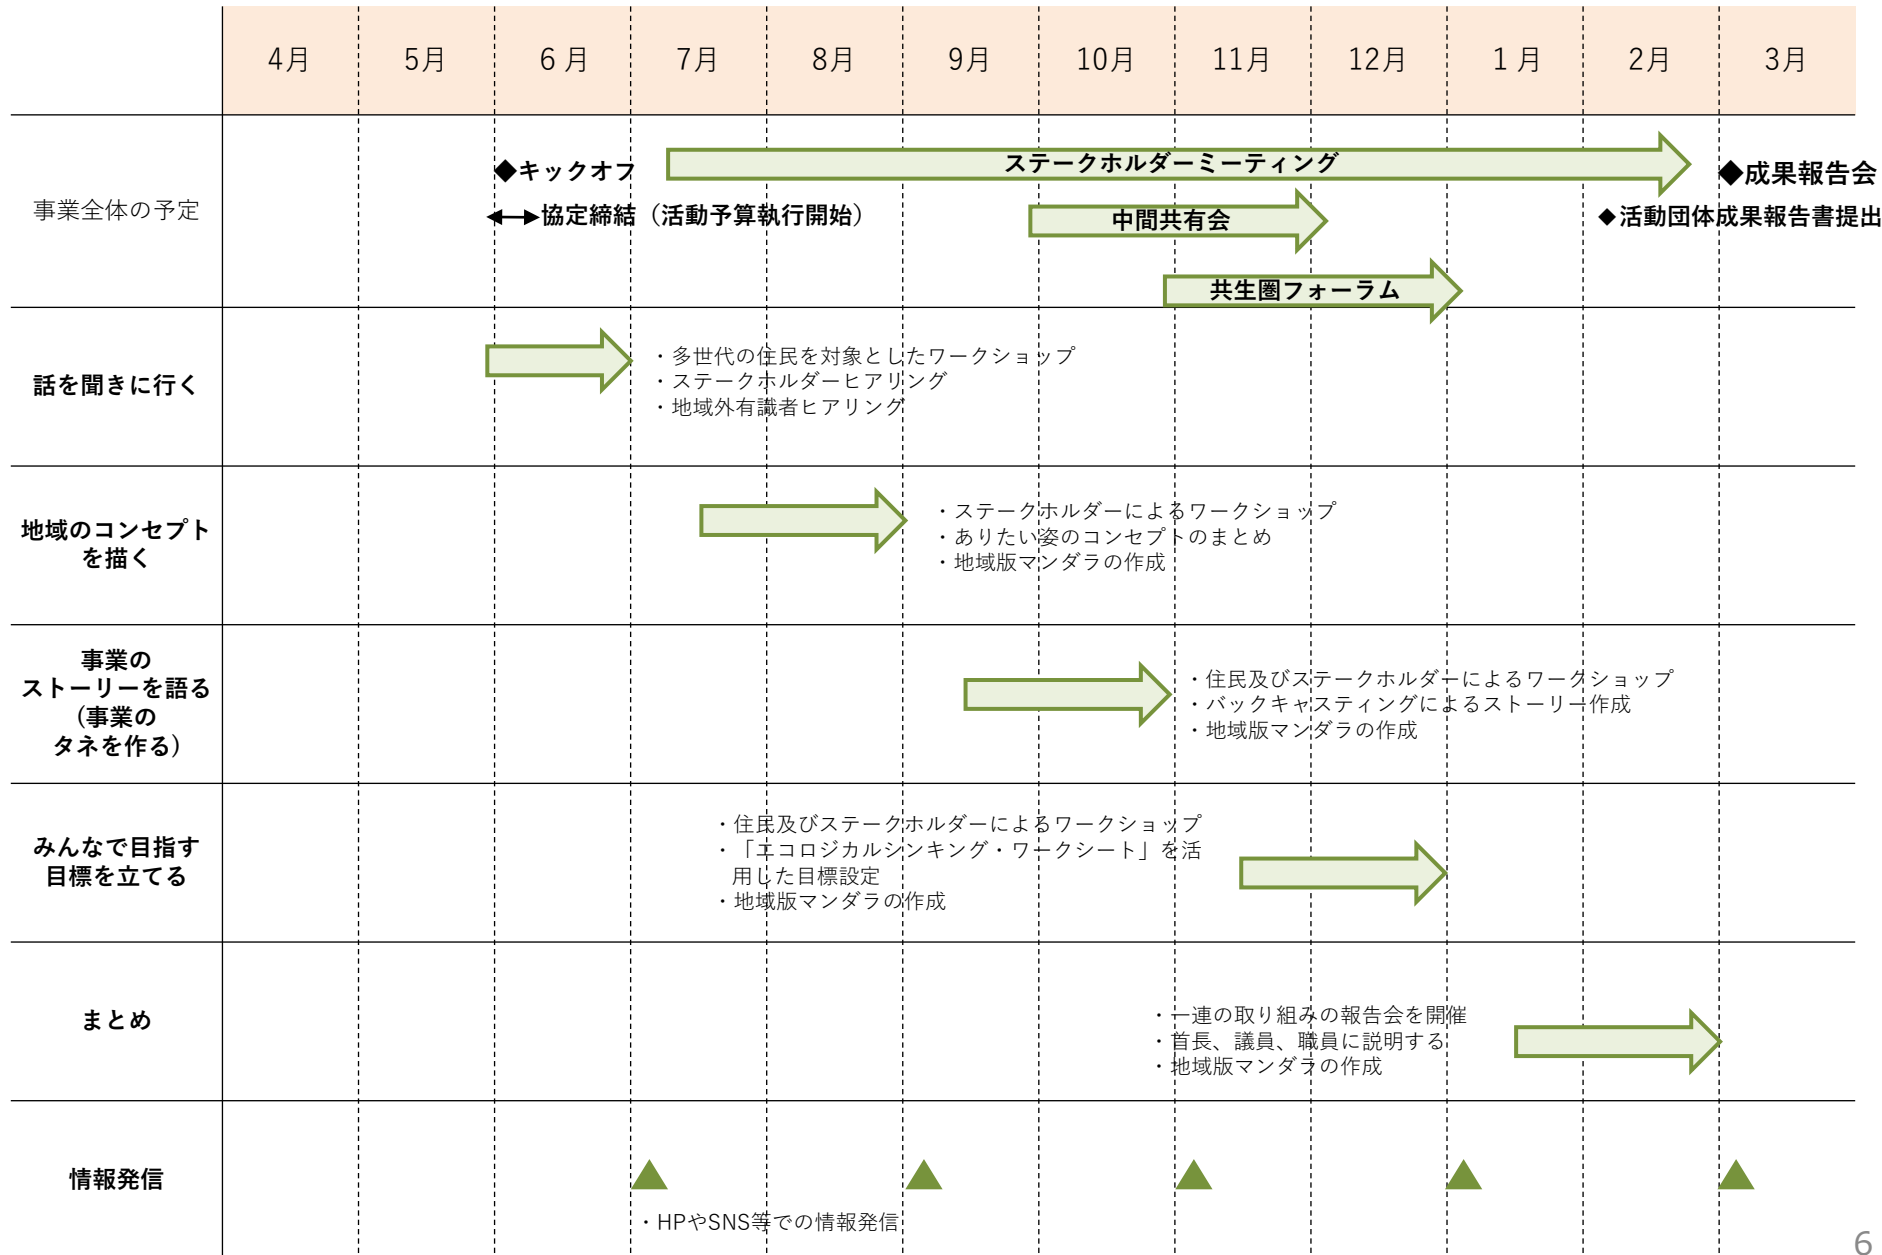 4月 5月 6月 7月 8月 9月 10月 11月 12月 1月 2月 3月
事業全体の予定
◆キックオフ
協定締結（活動予算執行開始）
ステークホルダーミーティング
中間共有会
共生圏フォーラム
◆成果報告会
◆活動団体成果報告書提出
話を聞きに行く
・多世代の住民を対象としたワークショップ
・ステークホルダーヒアリング
・地域外有識者ヒアリング
地域のコンセプト
を描く
・ステークホルダーによるワークショップ
・ありたい姿のコンセプトのまとめ
・地域版マンダラの作成
事業の
ストーリーを語る
（事業の
タネを作る）
・住民及びステークホルダーによるワークショップ
・バックキャスティングによるストーリー作成
・地域版マンダラの作成
みんなで目指す
目標を立てる
・住民及びステークホルダーによるワークショップ
・「エコロジカルシンキング・ワークシート」を活
用した目標設定
・地域版マンダラの作成
まとめ
・一連の取り組みの報告会を開催
・首長、議員、職員に説明する
・地域版マンダラの作成
情報発信
・HPやSNS等での情報発信
6